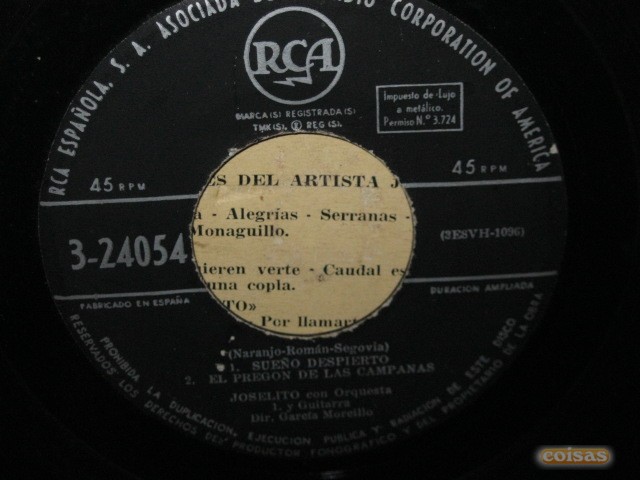 RCA ESPAÑOLA, S. A. ASOCIADA RADIO CORPORATION OF AMERICA
RCA
MARCA(S) REGISTRADA(S)
TMK(S). ® REG (S).
Impuesto de Lujo
a metálico.
Permiso N.º 3.724
45 RPM
45 RPM
ES DEL ARTISTA J
a - Alegrías - Serranas -
Monaguillo.
3-24054
(3ESVH-1096)
ieren verte - Caudal es
una copla.
FABRICADO EN ESPAÑA
DURACION AMPLIADA
TO»
Por llamar
(Naranjo-Román-Segovia)
1. SUEÑO DESPIERTO
2. EL PREGON DE LAS CAMPANAS
JOSELITO con Orquesta
1. y Guitarra
Dir. García Morcillo
PROHIBIDA LA DUPLICACION, EJECUCION PUBLICA Y RADIACION DE ESTE DISCO
RESERVADOS LOS DERECHOS DEL PRODUCTOR FONOGRAFICO Y DEL PROPIETARIO DE LA OBRA
coisas